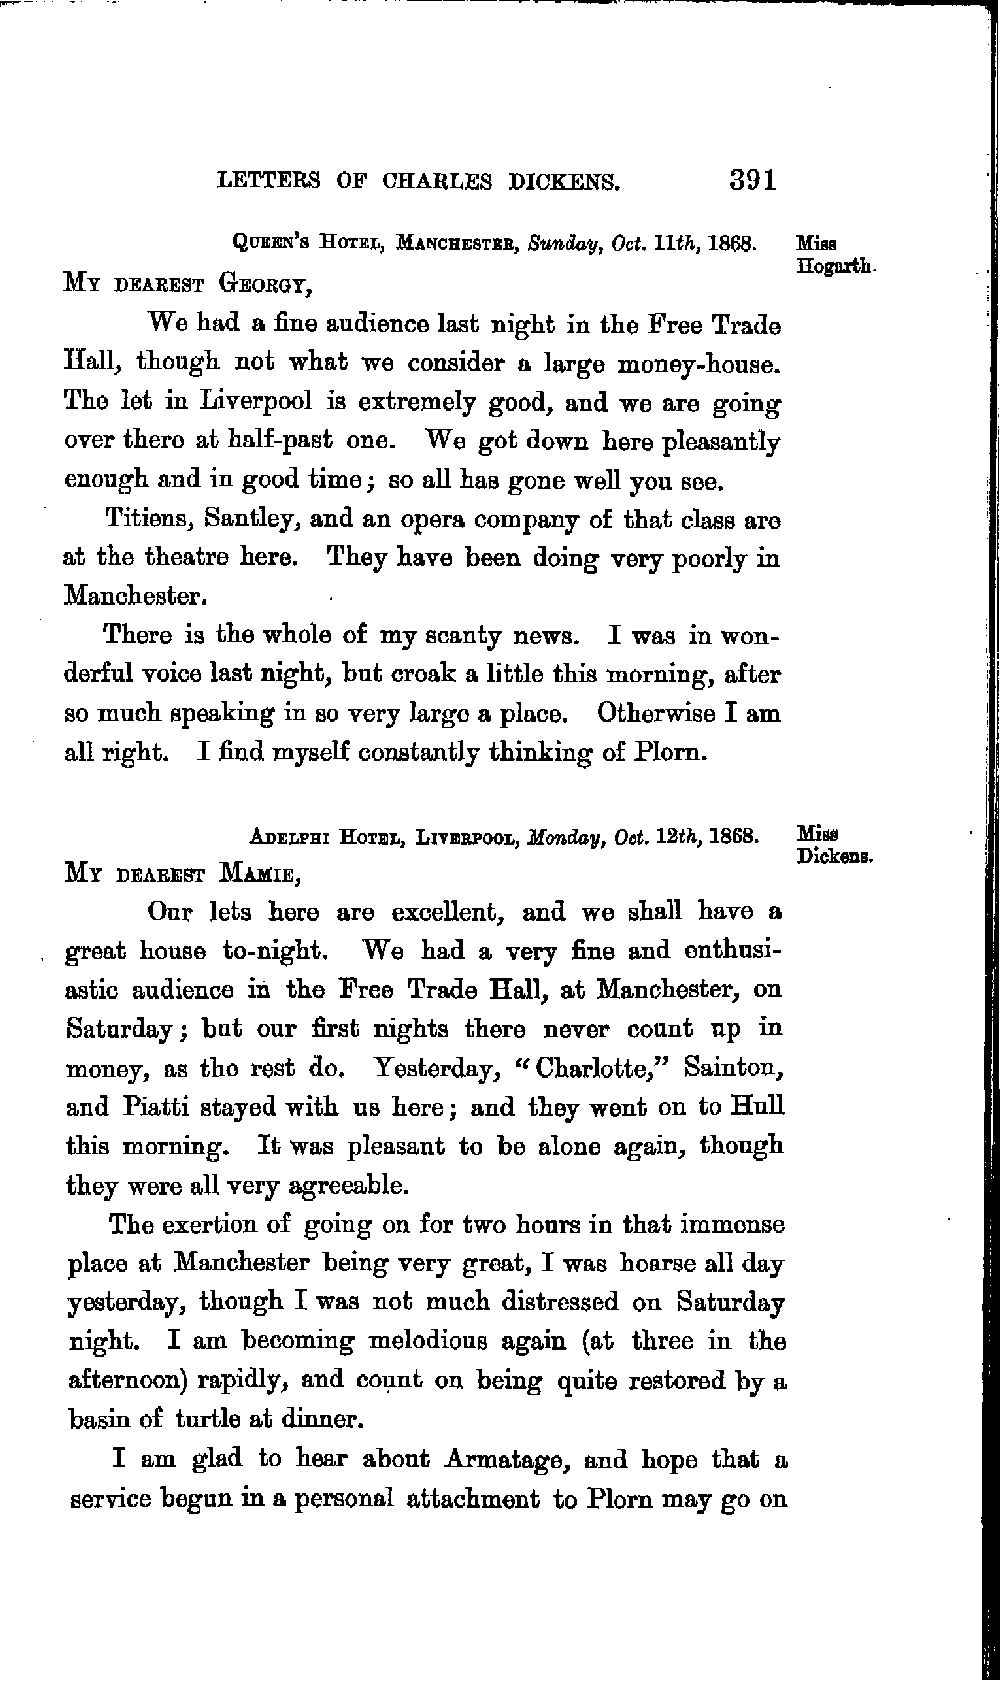 LETTERS OF CHARLES DICKENS. 391
QUEEN'S HOTEL, MANCHESTER, Sunday, Oct. 11th, 1868. Miss
Hogarth.
MY DEAREST GEORGY,
We had a fine audience last night in the Free Trade
Hall, though not what we consider a large money-house.
The let in Liverpool is extremely good, and we are going
over there at half-past one. We got down here pleasantly
enough and in good time; so all has gone well you see.
Titiens, Santley, and an opera company of that class are
at the theatre here. They have been doing very poorly in
Manchester.
There is the whole of my scanty news. I was in won-
derful voice last night, but croak a little this morning, after
so much speaking in so very large a place. Otherwise I am
all right. I find myself constantly thinking of Plorn.
ADELPHI HOTEL, LIVERPOOL, Monday, Oct. 12th, 1868. Miss
Dickens.
MY DEAREST MAMIE,
Our lets here are excellent, and we shall have a
great house to-night. We had a very fine and enthusi-
astic audience in the Free Trade Hall, at Manchester, on
Saturday; but our first nights there never count up in
money, as the rest do. Yesterday, "Charlotte," Sainton,
and Piatti stayed with us here; and they went on to Hull
this morning. It was pleasant to be alone again, though
they were all very agreeable.
The exertion of going on for two hours in that immense
place at Manchester being very great, I was hoarse all day
yesterday, though I was not much distressed on Saturday
night. I am becoming melodious again (at three in the
afternoon) rapidly, and count on being quite restored by a
basin of turtle at dinner.
I am glad to hear about Armatage, and hope that a
service begun in a personal attachment to Plorn may go on